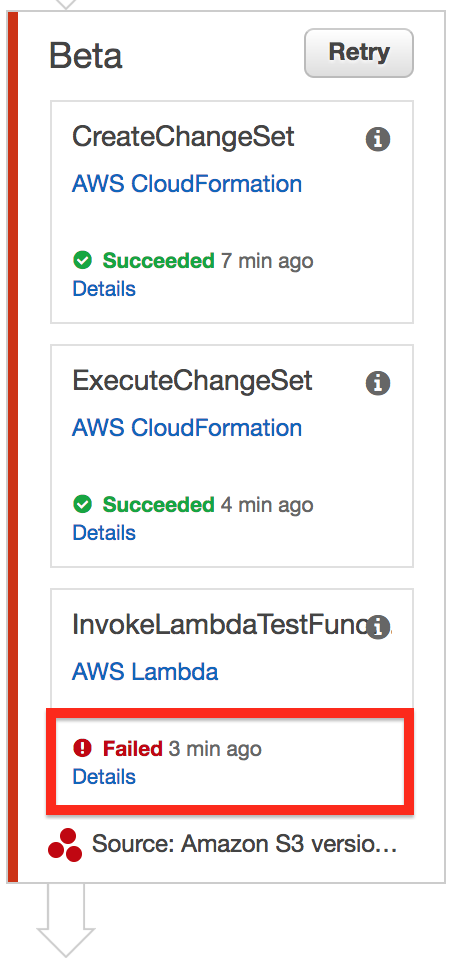 Beta
Retry
CreateChangeSet
AWS CloudFormation
Succeeded 7 min ago
Details
ExecuteChangeSet
AWS CloudFormation
Succeeded 4 min ago
Details
InvokeLambdaTestFunc
AWS Lambda
Failed 3 min ago
Details
Source: Amazon S3 versio…